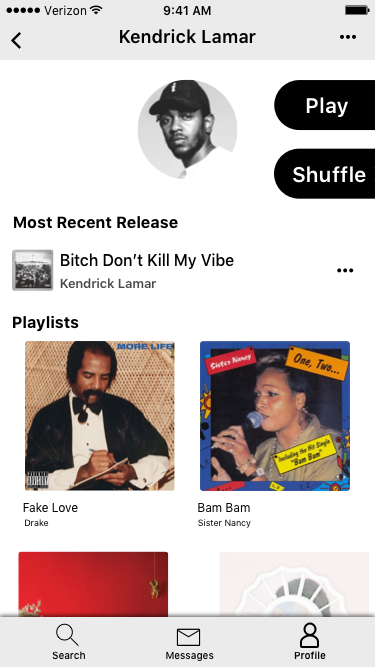 Verizon 9:41 AM
Kendrick Lamar
Play
Shuffle
Most Recent Release
Bitch Don’t Kill My Vibe
Kendrick Lamar
Playlists
MORE LIFE
Sister Nancy
One, Two...
Including the Hit Single
"Bam Bam"
Fake Love
Drake
Bam Bam
Sister Nancy
Search Messages Profile